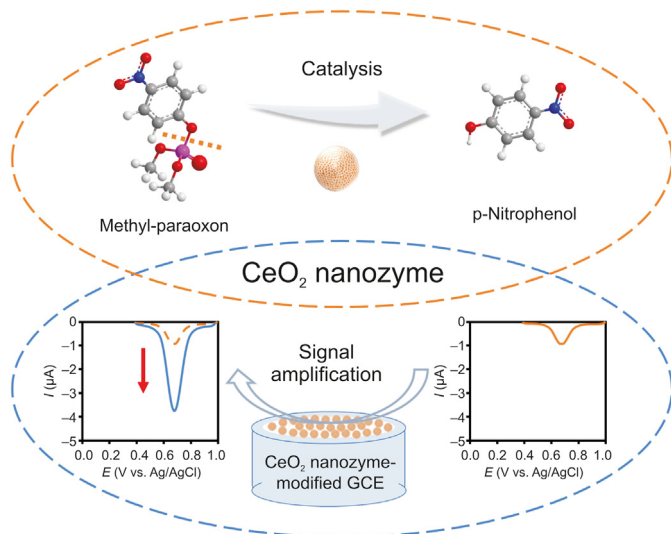 Catalysis
Methyl-paraoxon
p-Nitrophenol
CeO₂ nanozyme
0
−1
−2
−3
−4
−5
I (μA)
0.0 0.2 0.4 0.6 0.8 1.0
E (V vs. Ag/AgCl)
Signal
amplification
CeO₂ nanozyme-
modified GCE
0
−1
−2
−3
−4
−5
I (μA)
0.0 0.2 0.4 0.6 0.8 1.0
E (V vs. Ag/AgCl)